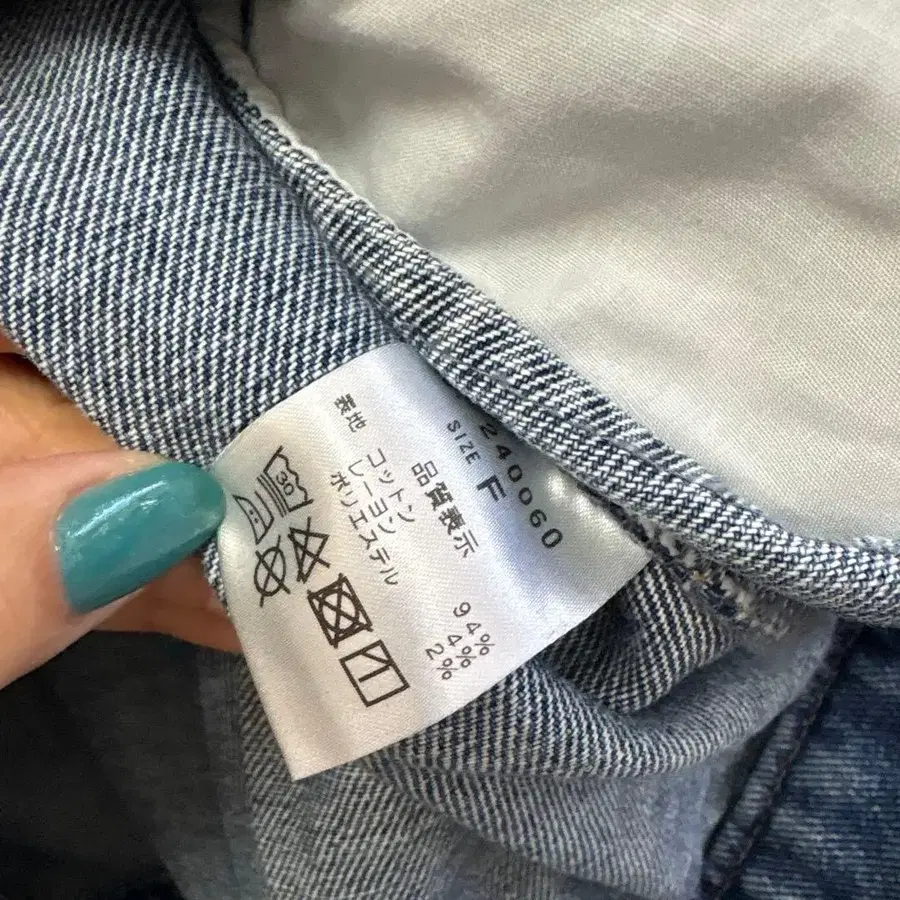 240060
SIZE F
品質表示
表地 コットン 94%
レーヨン 4%
ポリエステル 2%
30